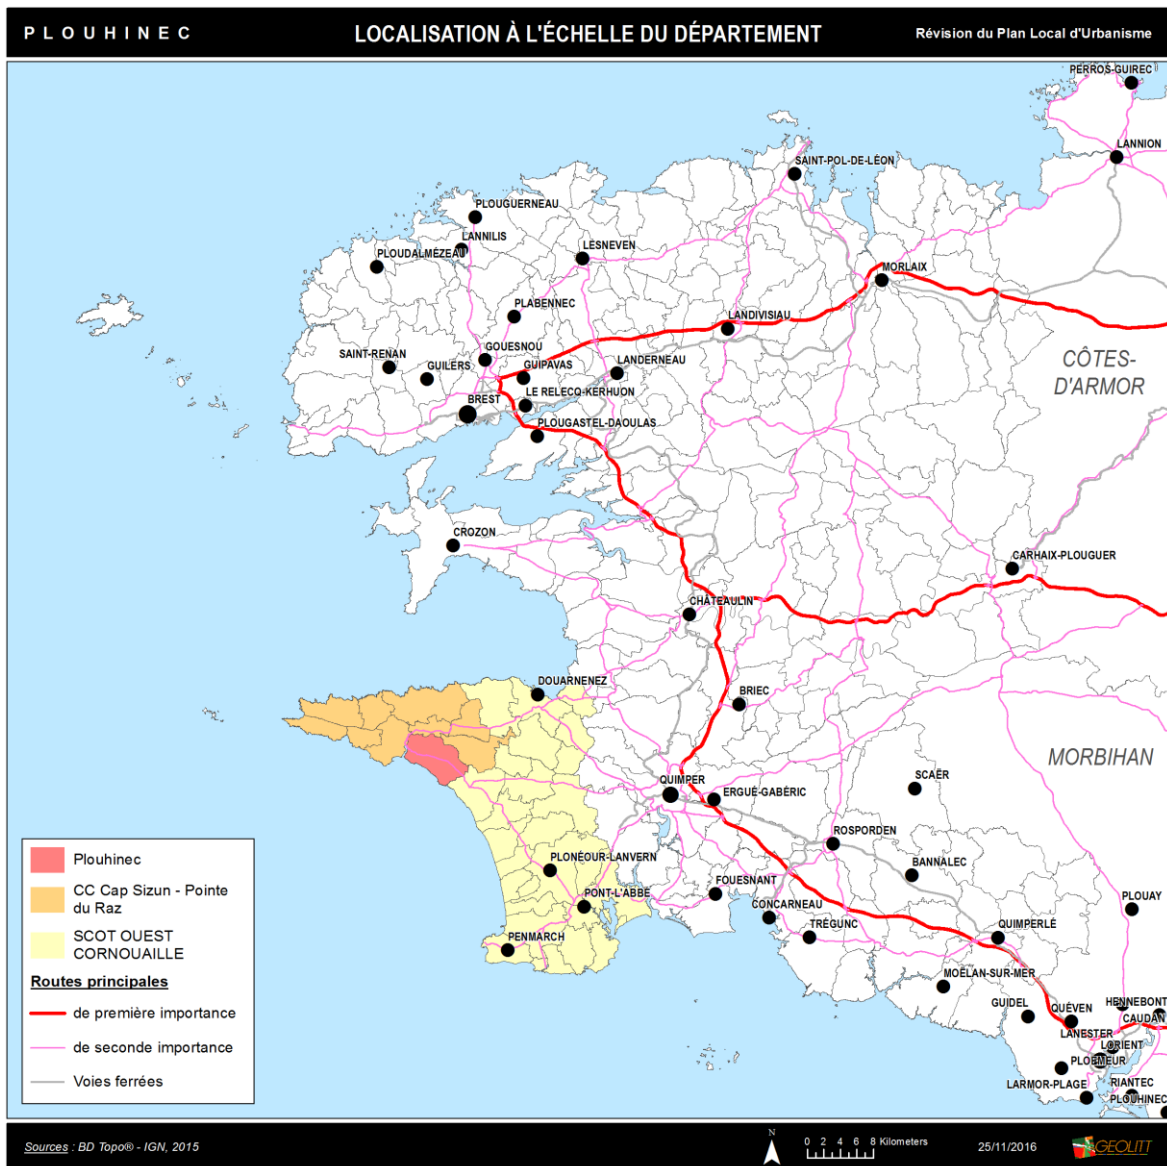 PLOUHINEC
LOCALISATION À L'ÉCHELLE DU DÉPARTEMENT
Révision du Plan Local d'Urbanisme
PERROS-GUIREC
LANNION
SAINT-POL-DE-LÉON
PLOUGUERNEAU
LANNILIS
PLOUDALMÉZEAU
LESNEVEN
MORLAIX
PLABENNEC
LANDIVISIAU
GOUESNOU
SAINT-RENAN
GUILERS
GUIPAVAS
LANDERNEAU
CÔTES-
D'ARMOR
LE RELECQ-KERHUON
BREST
PLOUGASTEL-DAOULAS
CROZON
CARHAIX-PLOUGUER
CHÂTEAULIN
DOUARNENEZ
BRIEC
MORBIHAN
QUIMPER
ERGUÉ-GABÉRIC
SCAËR
ROSPORDEN
BANNALEC
PLONÉOUR-LANVERN
PONT-L'ABBÉ
FOUESNANT
CONCARNEAU
TRÉGUNC
PLOUAY
QUIMPERLÉ
PENMARCH
MOËLAN-SUR-MER
GUIDEL
QUÉVEN
HENNEBONT
CAUDAN
LANESTER
LORIENT
PLOEMEUR
LARMOR-PLAGE
RIANTEC
PLOUHINEC
Plouhinec
CC Cap Sizun - Pointe
du Raz
SCOT OUEST
CORNOUAILLE
Routes principales
de première importance
de seconde importance
Voies ferrées
Sources : BD Topo® - IGN, 2015
N
0 2 4 6 8 Kilometers
25/11/2016
GEOLITT